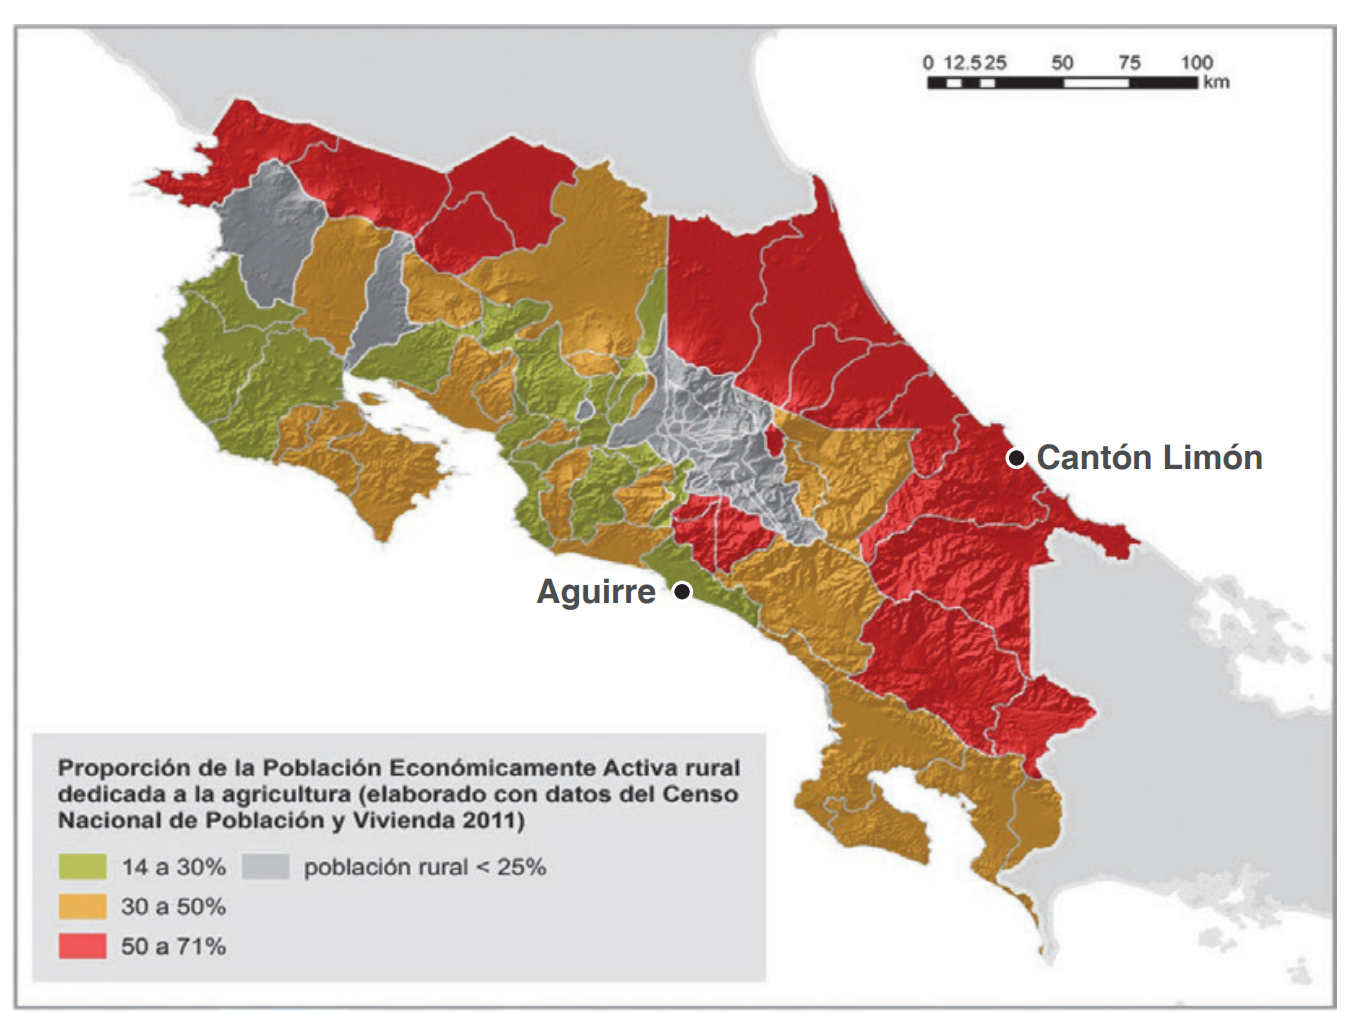 0 12.5 25 50 75 100
km
Cantón Limón
Aguirre
Proporción de la Población Económicamente Activa rural
dedicada a la agricultura (elaborado con datos del Censo
Nacional de Población y Vivienda 2011)
14 a 30% población rural < 25%
30 a 50%
50 a 71%